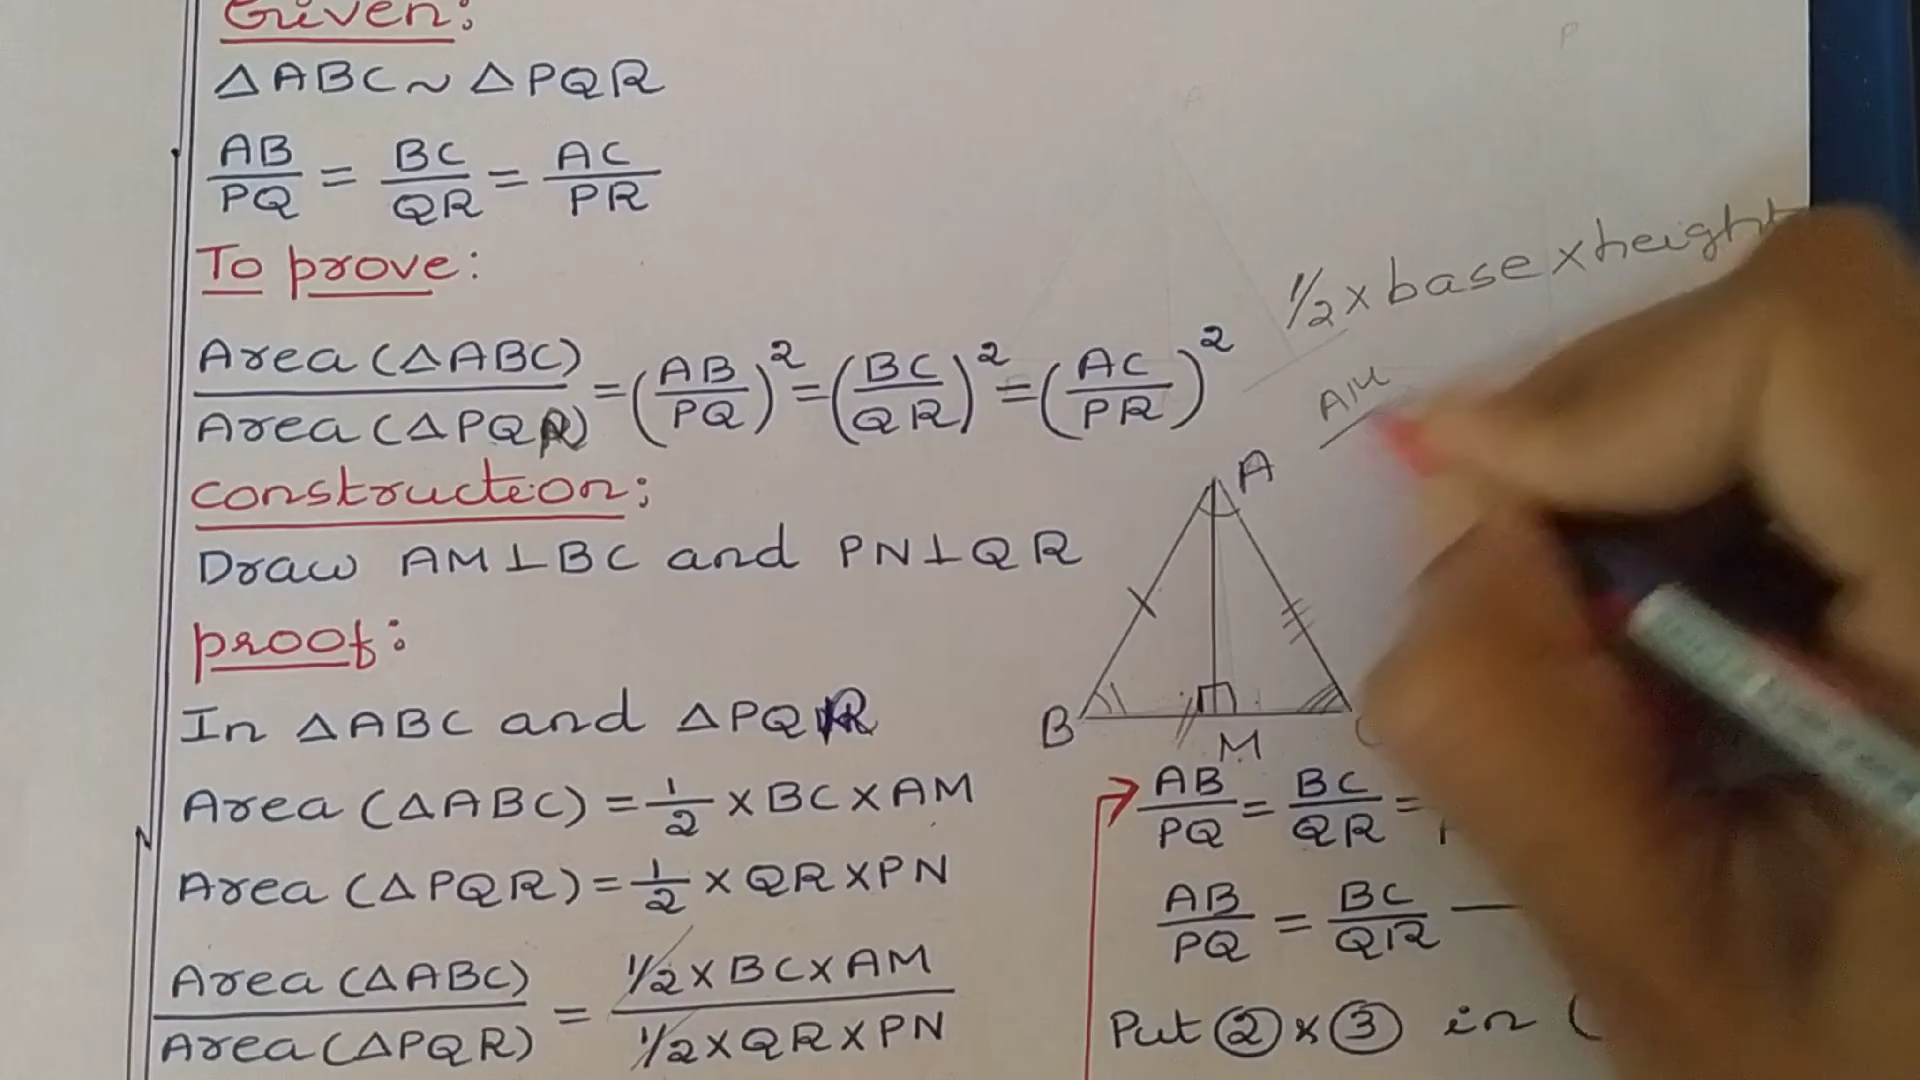 Given:
△ABC ~ △PQR
AB/PQ = BC/QR = AC/PR
To prove:
1/2 × base × height
Area (△ABC)/Area (△PQR) = (AB/PQ)² = (BC/QR)² = (AC/PR)²
AM
construction:
A
Draw AM⊥BC and PN⊥QR
proof:
In △ABC and △PQR
B M
Area (△ABC) = 1/2 × BC × AM
AB/PQ = BC/QR =
Area (△PQR) = 1/2 × QR × PN
AB/PQ = BC/QR —
Area (△ABC)/Area (△PQR) = 1/2 × BC × AM/1/2 × QR × PN
Put ② × ③ in (